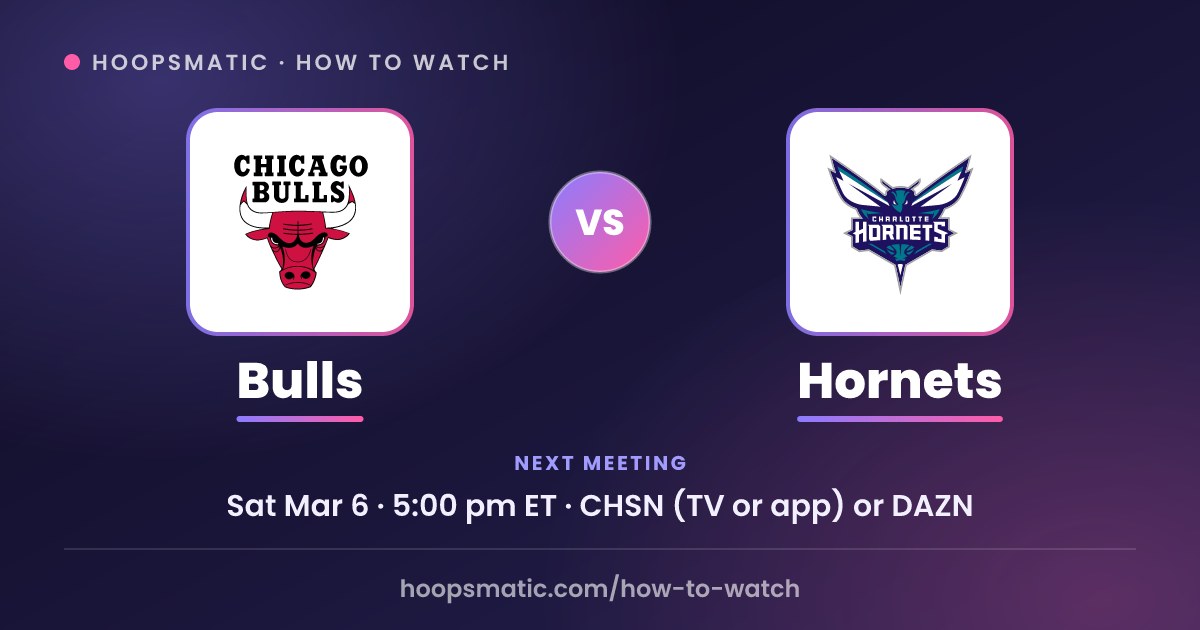 HOOPSMATIC · HOW TO WATCH
CHICAGO
BULLS
VS
CHARLOTTE
HORNETS
Bulls
Hornets
NEXT MEETING
Sat Mar 6 · 5:00 pm ET · CHSN (TV or app) or DAZN
hoopsmatic.com/how-to-watch